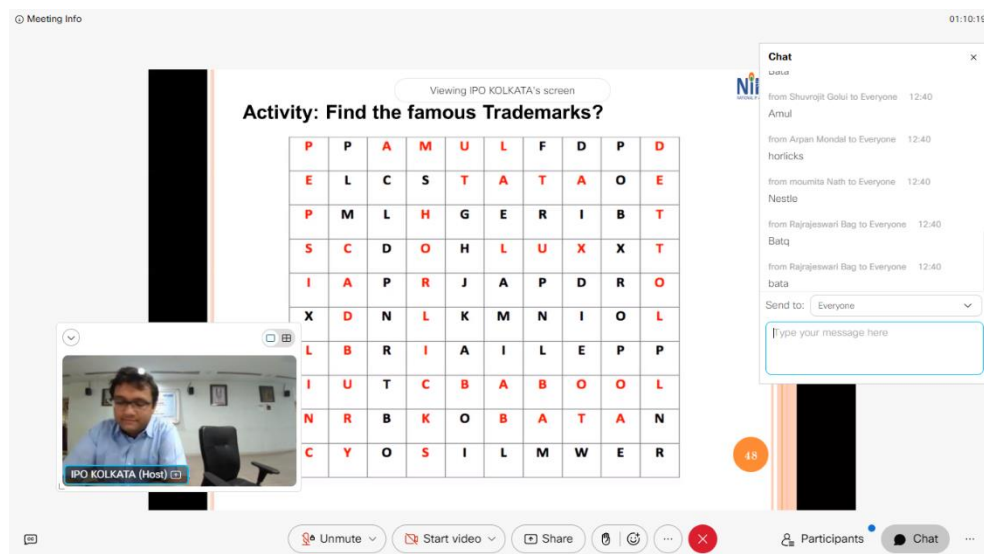 Meeting Info
01:10:19
Viewing IPO KOLKATA's screen
Activity: Find the famous Trademarks?
P P A M U L F D P D
E L C S T A T A O E
P M L H G E R I B T
S C D O H L U X X T
I A P R J A P D R O
X D N L K M N I O L
L B R I A I L E P P
I U T C B A B O O L
N R B K O B A T A N
C Y O S I L M W E R
48
IPO KOLKATA (Host)
Chat
from Shuvrojit Golui to Everyone 12:40
Amul
from Arpan Mondal to Everyone 12:40
horlicks
from moumita Nath to Everyone 12:40
Nestle
from Rajrajeswari Bag to Everyone 12:40
Batq
from Rajrajeswari Bag to Everyone 12:40
bata
Send to: Everyone
Type your message here
Unmute
Start video
Share
Participants
Chat